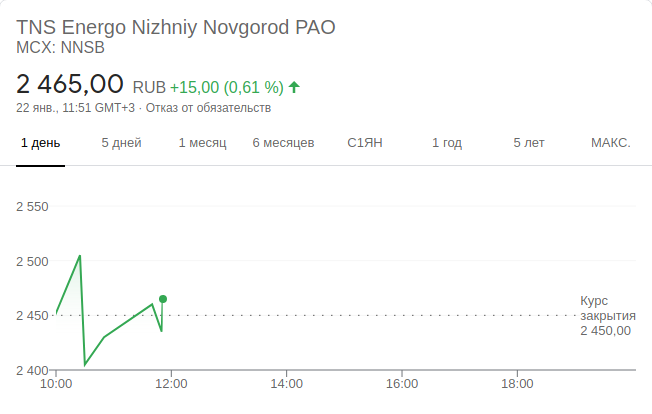 TNS Energo Nizhniy Novgorod PAO
MCX: NNSB
2 465,00 RUB +15,00 (0,61 %)
22 янв., 11:51 GMT+3 · Отказ от обязательств
1 день 5 дней 1 месяц 6 месяцев С1ЯН 1 год 5 лет МАКС.
2 550
2 500
2 450
2 400
Курс
закрытия
2 450,00
10:00 12:00 14:00 16:00 18:00